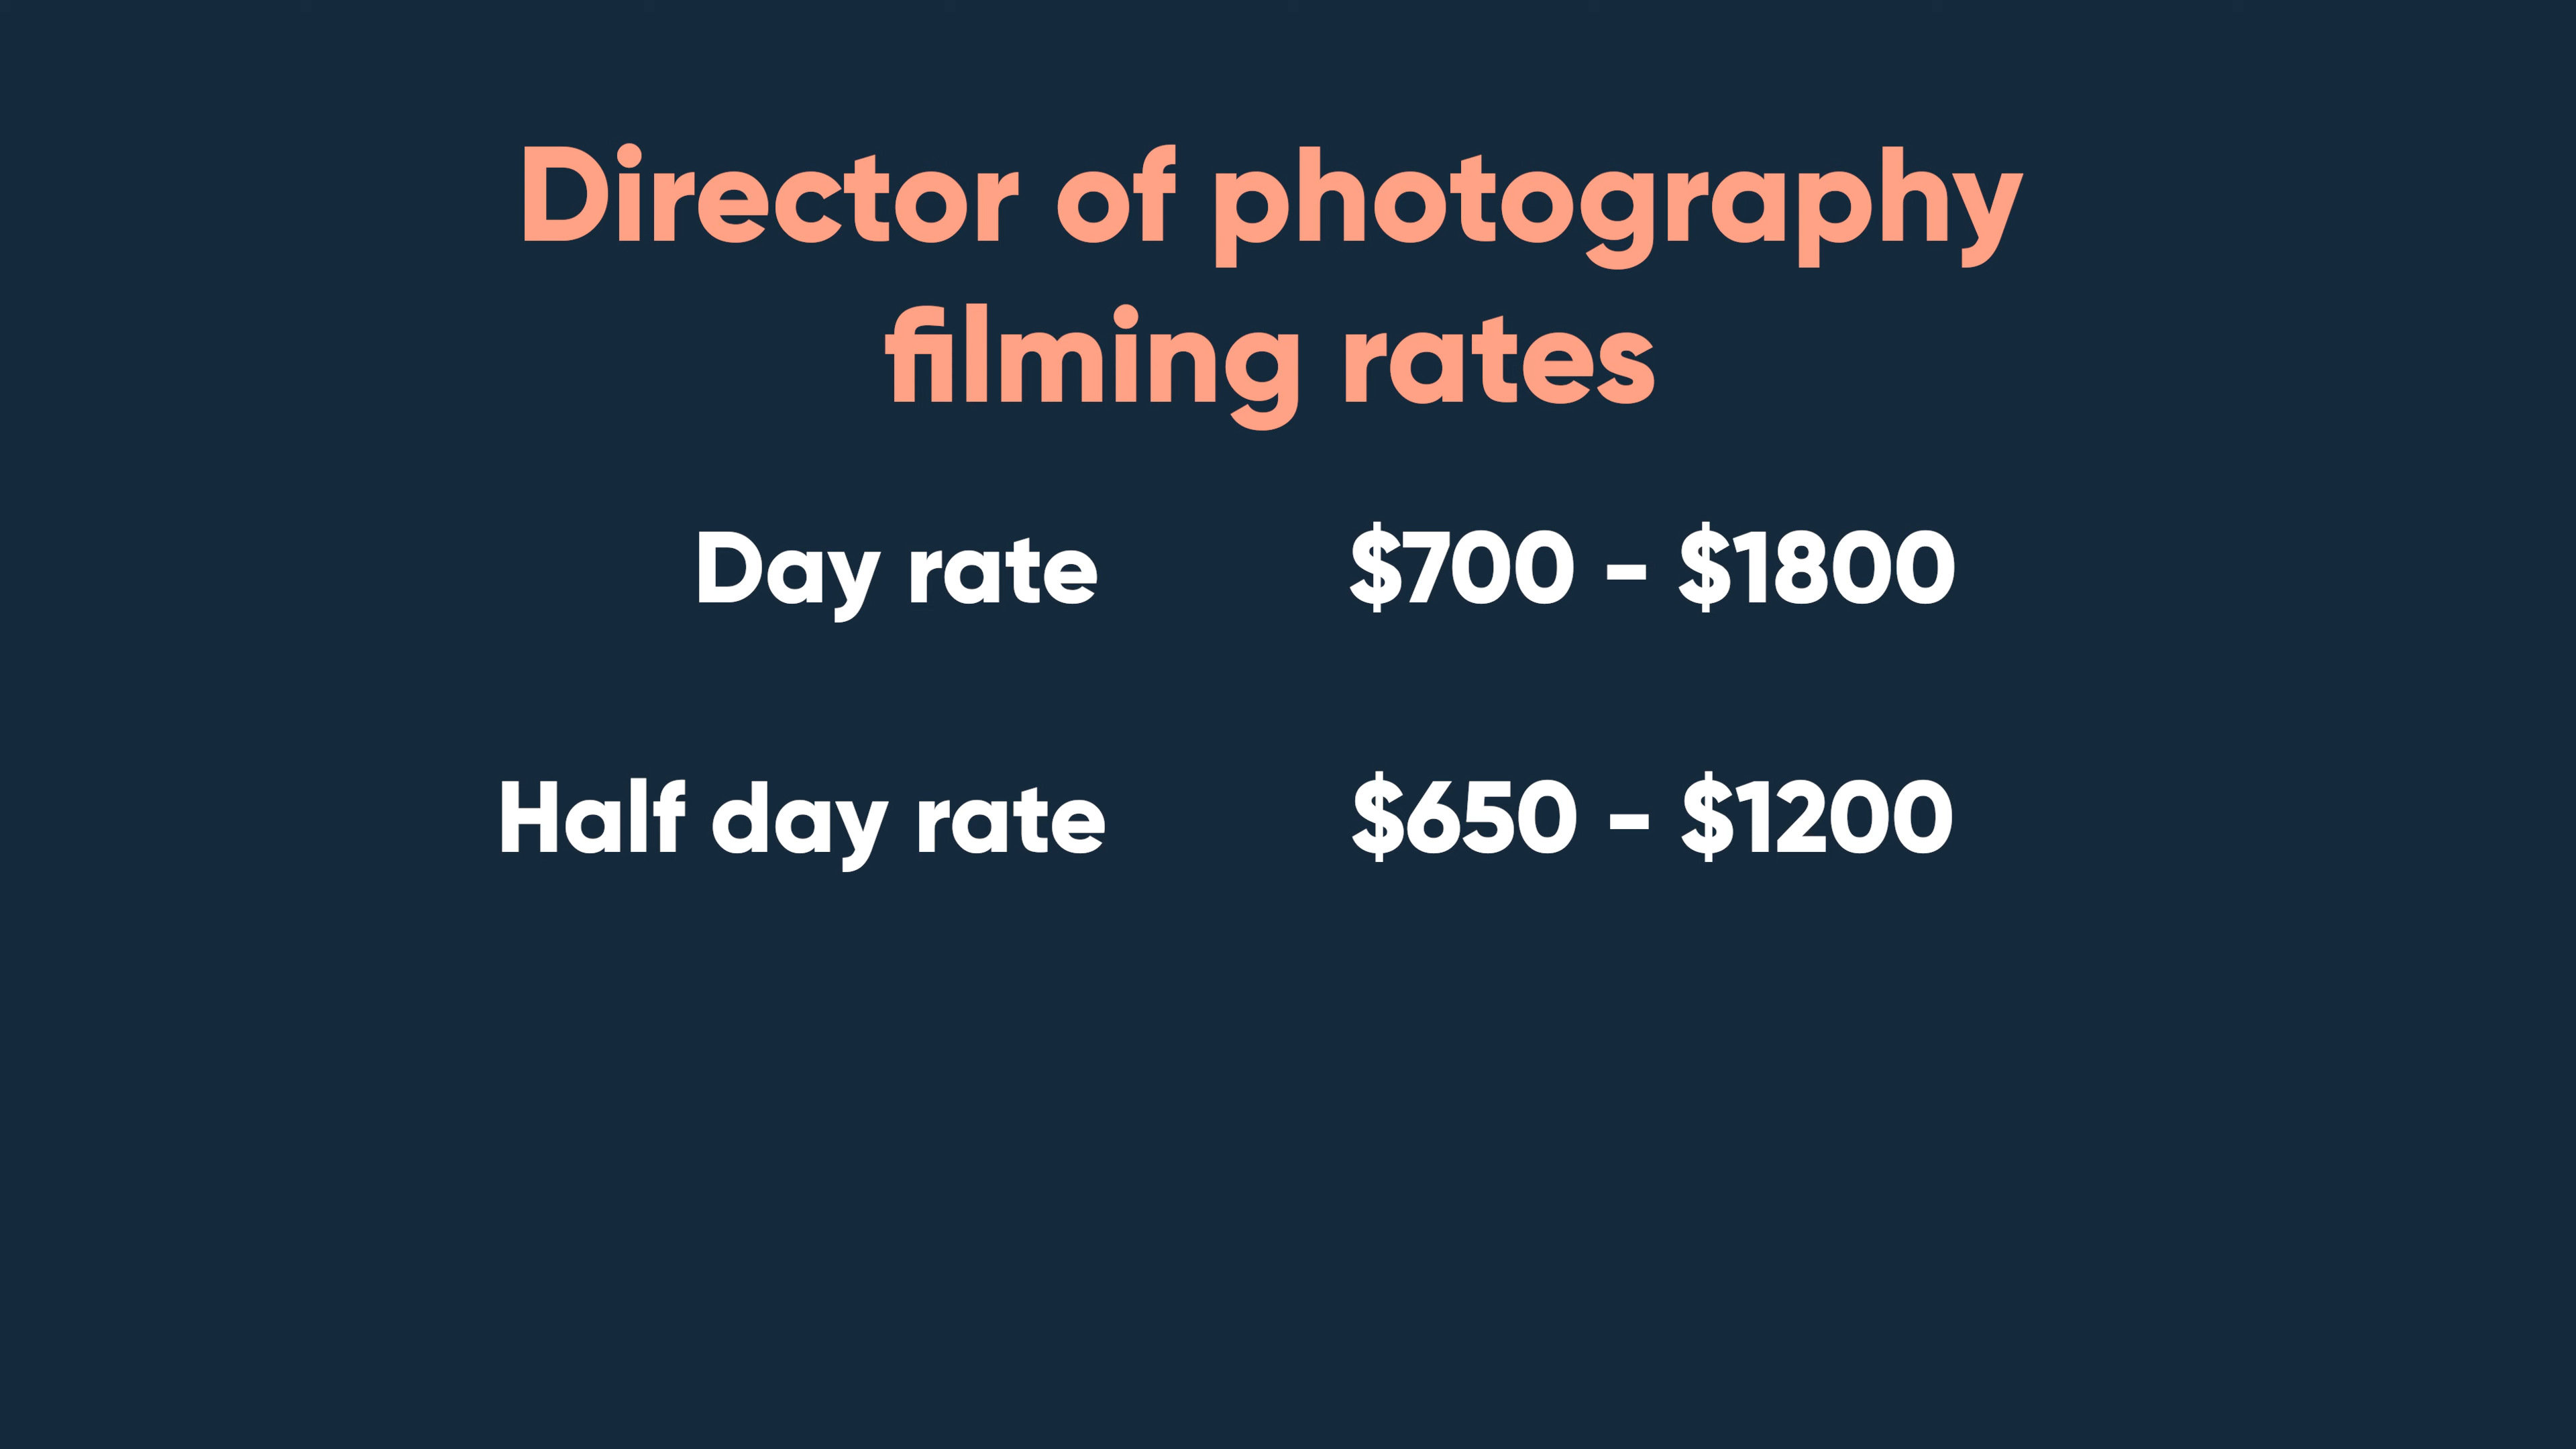 Director of photography
filming rates
Day rate $700 - $1800
Half day rate $650 - $1200